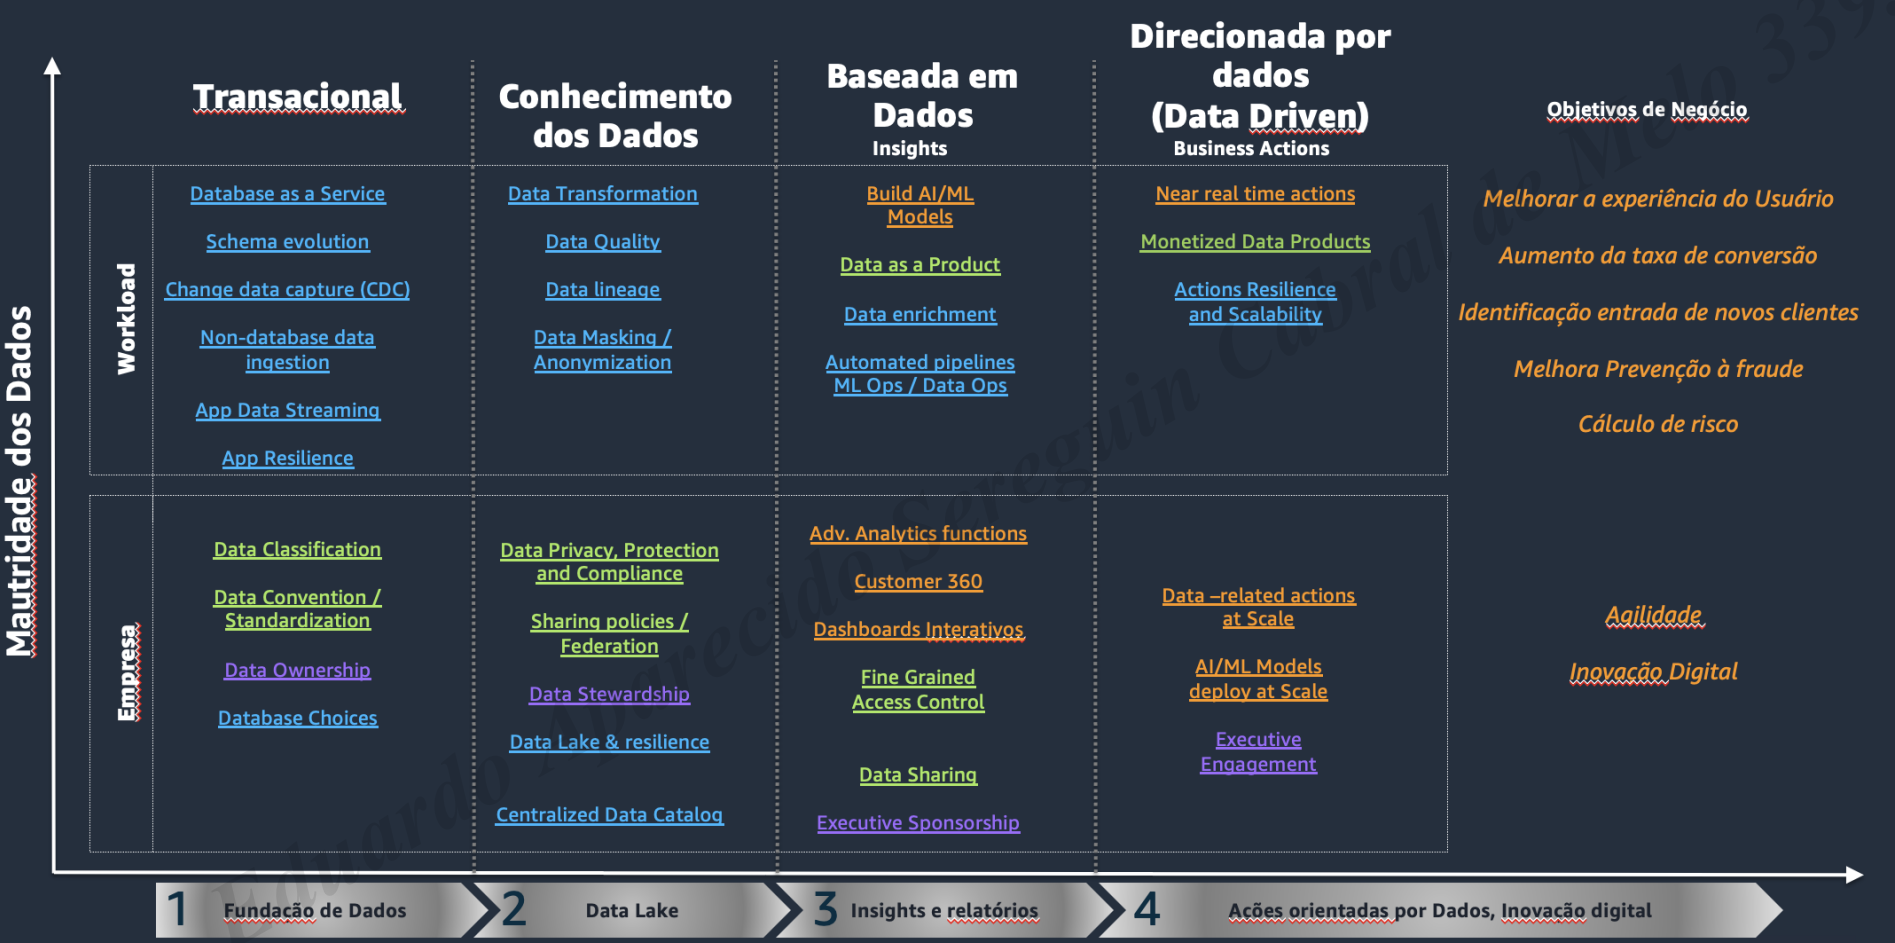 Transacional
Conhecimento
dos Dados
Baseada em
Dados
Insights
Direcionada por
dados
(Data Driven)
Business Actions
Objetivos de Negócio
Mautridade dos Dados
Workload
Database as a Service
Schema evolution
Change data capture (CDC)
Non-database data
ingestion
App Data Streaming
App Resilience
Data Transformation
Data Quality
Data lineage
Data Masking /
Anonymization
Build AI/ML
Models
Data as a Product
Data enrichment
Automated pipelines
ML Ops / Data Ops
Near real time actions
Monetized Data Products
Actions Resilience
and Scalability
Melhorar a experiência do Usuário
Aumento da taxa de conversão
Identificação entrada de novos clientes
Melhora Prevenção à fraude
Cálculo de risco
Empresa
Data Classification
Data Convention /
Standardization
Data Ownership
Database Choices
Data Privacy, Protection
and Compliance
Sharing policies /
Federation
Data Stewardship
Data Lake & resilience
Centralized Data Catalog
Adv. Analytics functions
Customer 360
Dashboards Interativos
Fine Grained
Access Control
Data Sharing
Executive Sponsorship
Data –related actions
at Scale
AI/ML Models
deploy at Scale
Executive
Engagement
Agilidade
Inovação Digital
1 Fundação de Dados
2 Data Lake
3 Insights e relatórios
4 Ações orientadas por Dados, Inovação digital
Eduardo Aparecido Sereguin Cabral de Melo 339